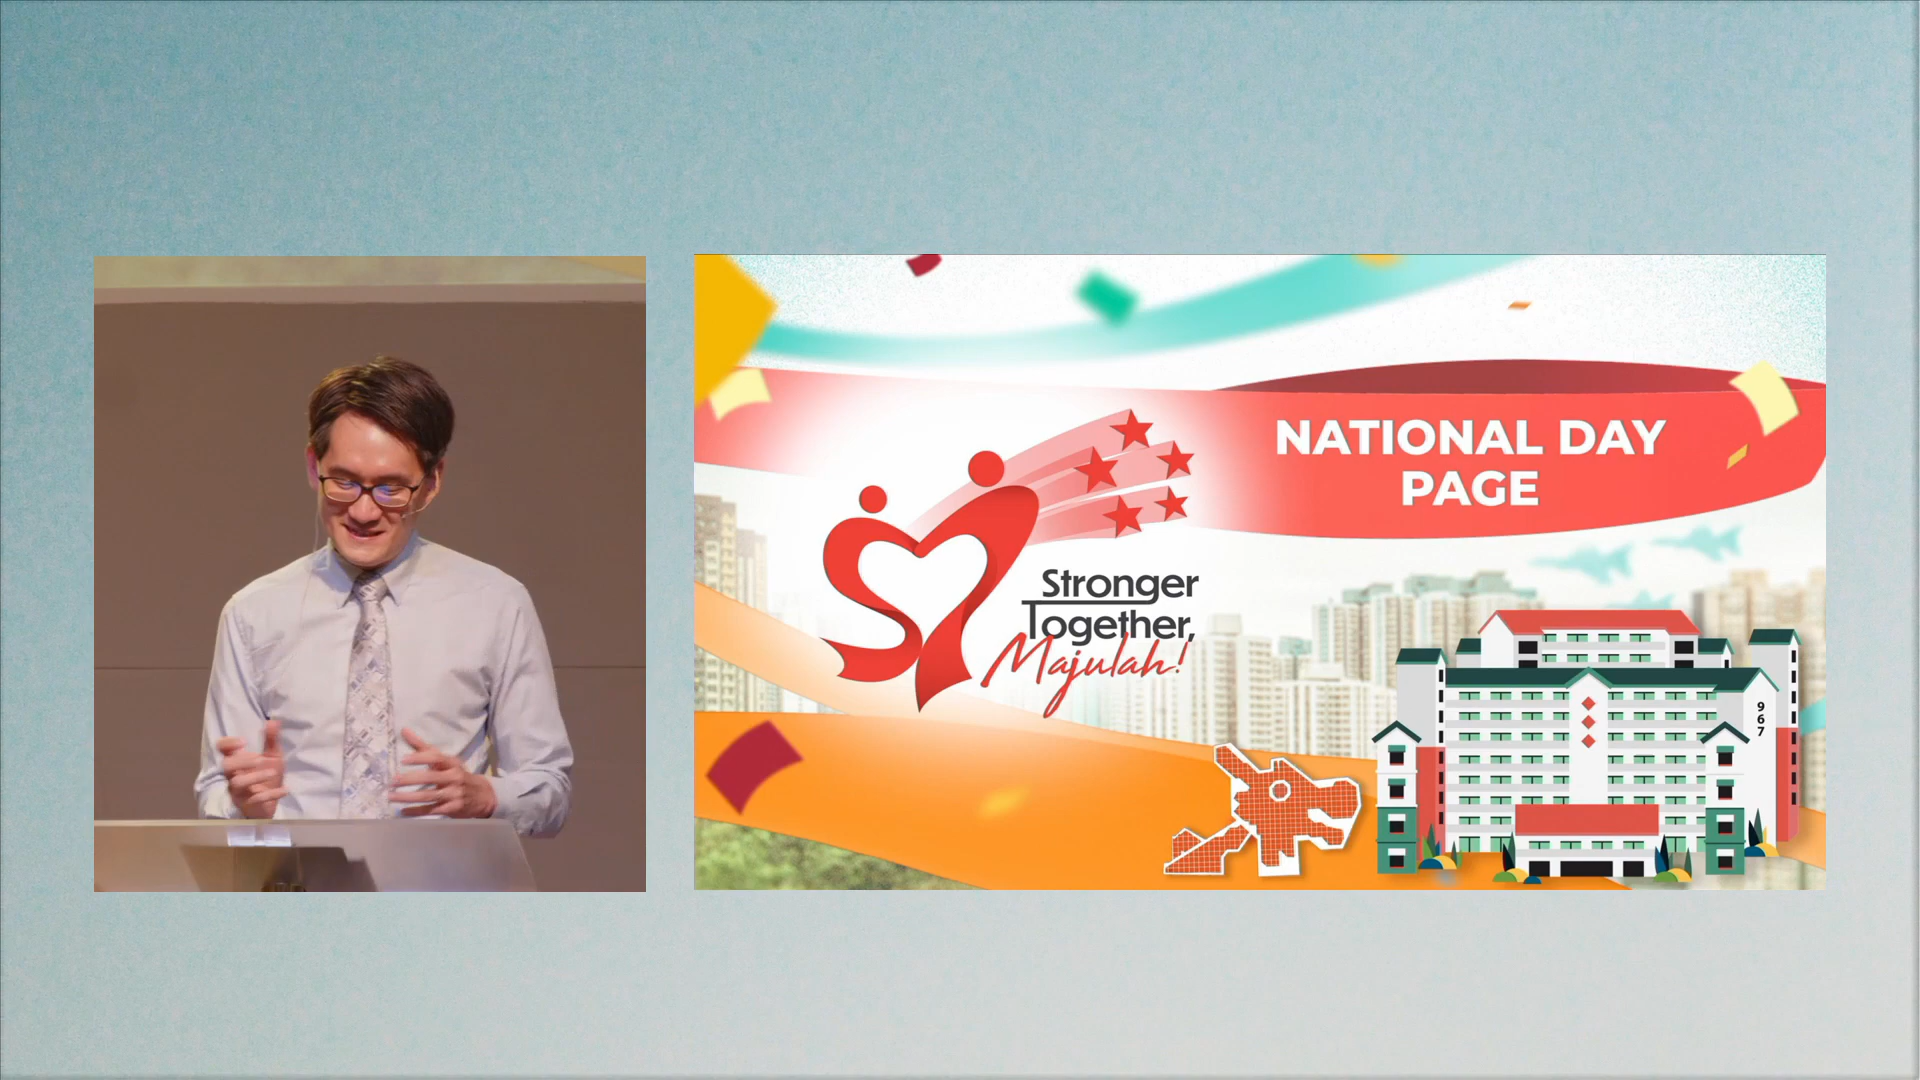 NATIONAL DAY
PAGE
Stronger
Together,
Majulah!
967